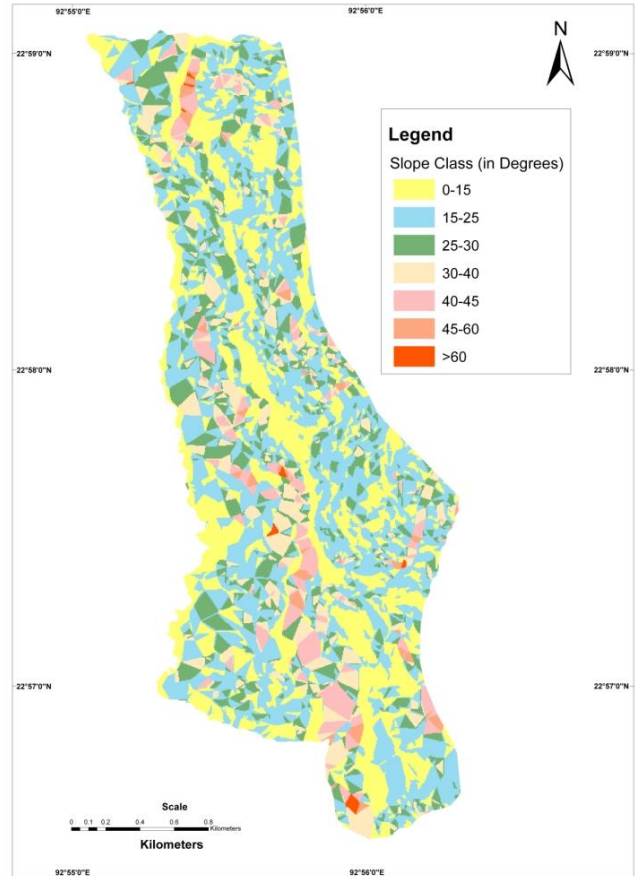 92°55'0"E 92°56'0"E
22°59'0"N 22°59'0"N
N
Legend
Slope Class (in Degrees)
0-15
15-25
25-30
30-40
40-45
45-60
>60
22°58'0"N 22°58'0"N
22°57'0"N 22°57'0"N
Scale
0 0.1 0.2 0.4 0.6 0.8
Kilometers
Kilometers
92°55'0"E 92°56'0"E